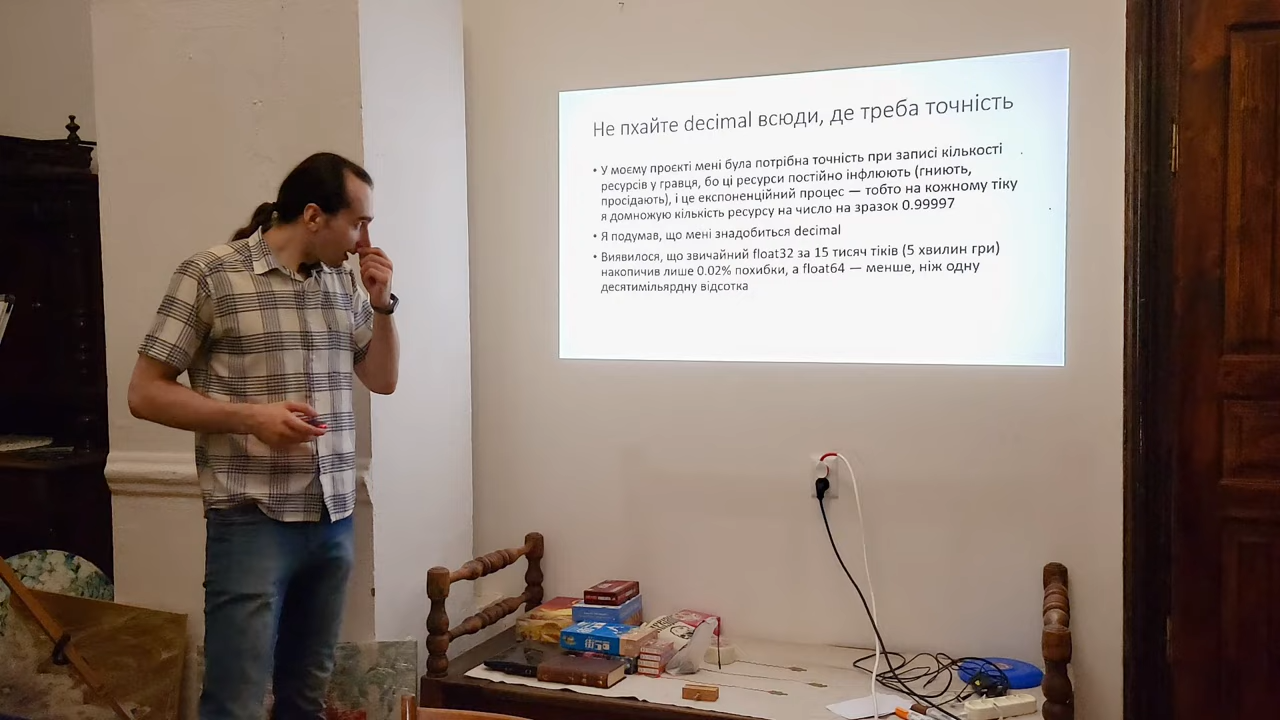 Не пхайте decimal всюди, де треба точність
• У моєму проєкті мені була потрібна точність при записі кількості
ресурсів у гравця, бо ці ресурси постійно інфлюють (гниють,
просідають), і це експоненційний процес — тобто на кожному тіку
я домножую кількість ресурсу на число на зразок 0.99997
• Я подумав, що мені знадобиться decimal
• Виявилося, що звичайний float32 за 15 тисяч тіків (5 хвилин гри)
накопичив лише 0.02% похибки, а float64 — менше, ніж одну
десятимільярдну відсотка